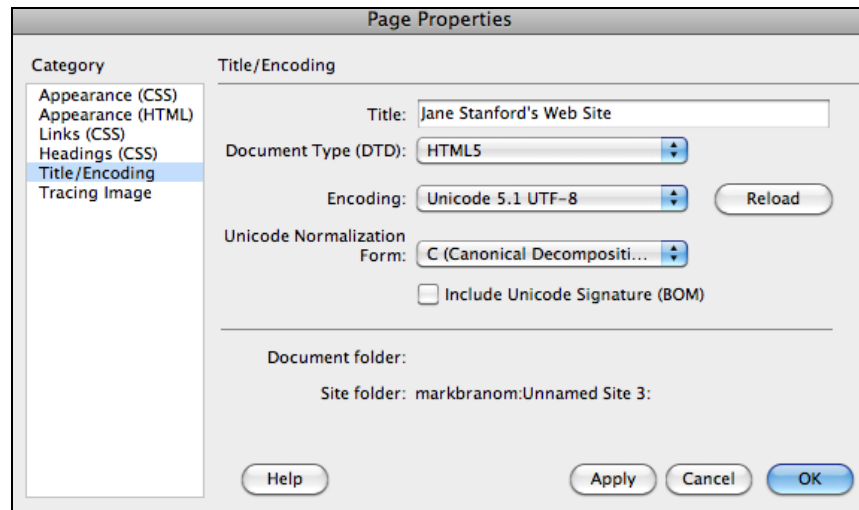 Page Properties
Category
Appearance (CSS)
Appearance (HTML)
Links (CSS)
Headings (CSS)
Title/Encoding
Tracing Image
Title/Encoding
Title: Jane Stanford's Web Site
Document Type (DTD): HTML5
Encoding: Unicode 5.1 UTF-8 Reload
Unicode Normalization
Form: C (Canonical Decompositi...
Include Unicode Signature (BOM)
Document folder:
Site folder: markbranom:Unnamed Site 3:
Help Apply Cancel OK